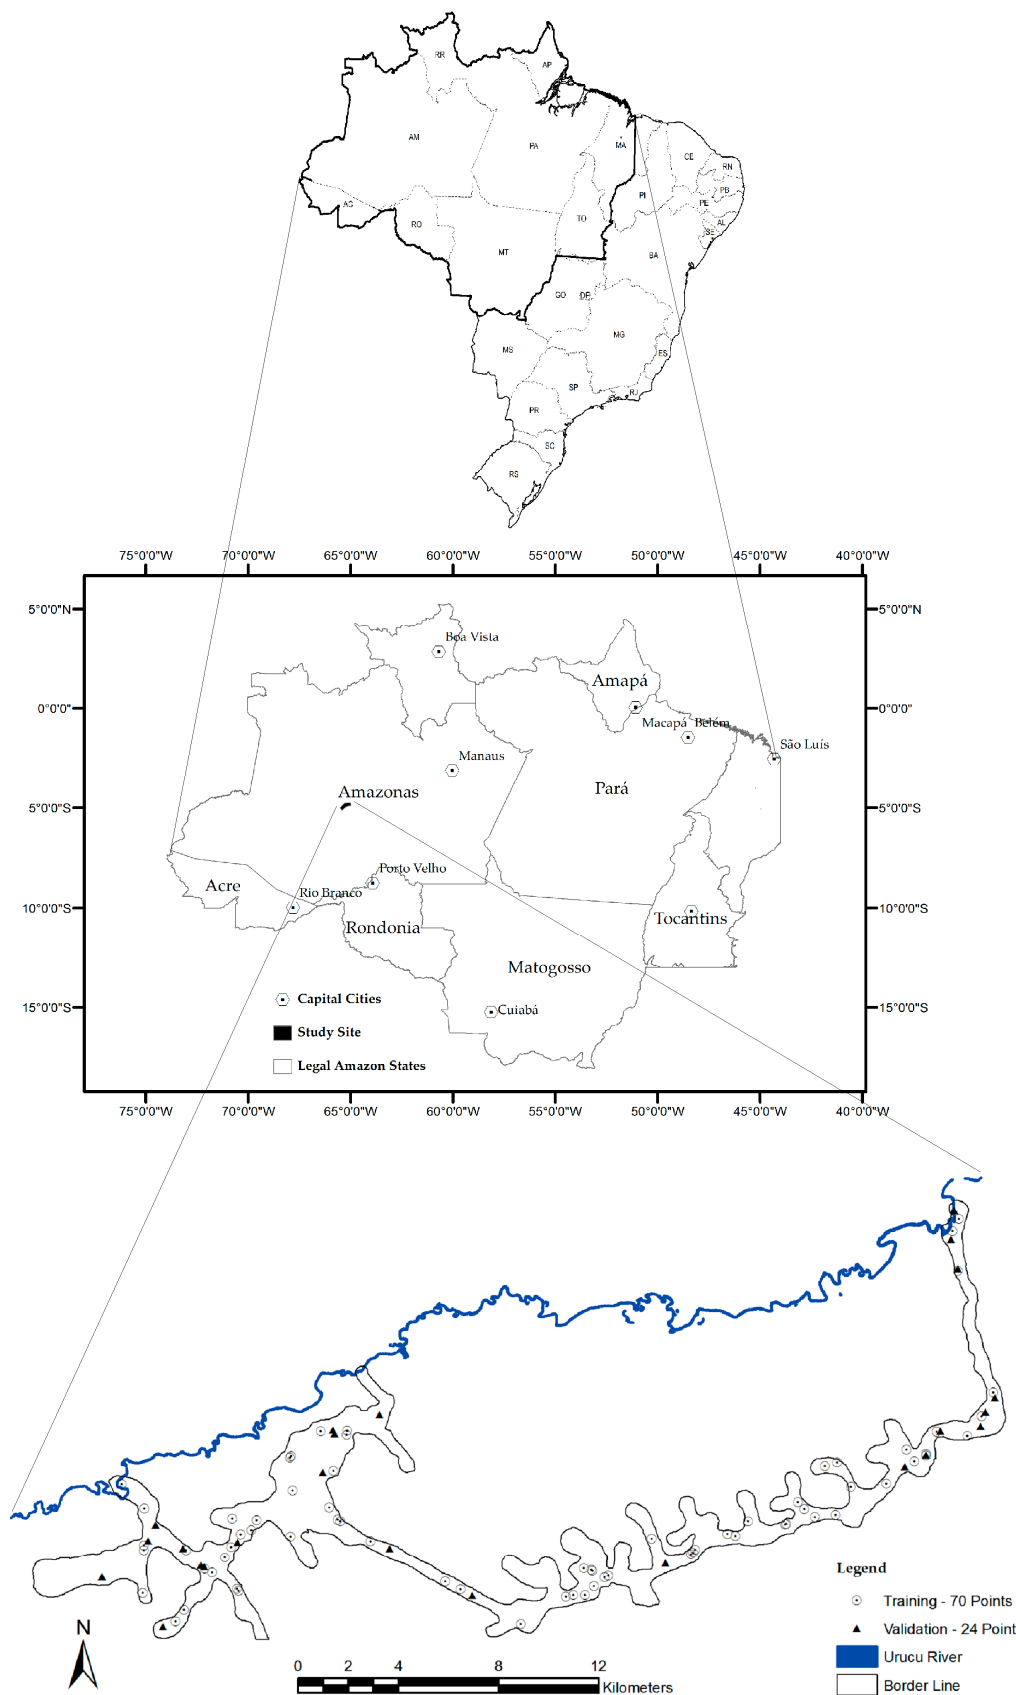 RR
AP
AM
PA
MA
CE
RN
PB
PI
PE
AL
SE
AC
RO
TO
BA
MT
GO
DF
MG
MS
ES
SP
RJ
PR
SC
RS
75°0'0"W 70°0'0"W 65°0'0"W 60°0'0"W 55°0'0"W 50°0'0"W 45°0'0"W 40°0'0"W
5°0'0"N 5°0'0"N
Boa Vista
Amapá
0°0'0" 0°0'0"
Macapá Belém
São Luís
Manaus
Amazonas
Pará
5°0'0"S 5°0'0"S
Porto Velho
Acre
Rio Branco
10°0'0"S 10°0'0"S
Tocantins
Rondonia
Matogosso
Capital Cities
15°0'0"S 15°0'0"S
Cuiabá
Study Site
Legal Amazon States
75°0'0"W 70°0'0"W 65°0'0"W 60°0'0"W 55°0'0"W 50°0'0"W 45°0'0"W 40°0'0"W
Legend
Training - 70 Points
Validation - 24 Point
Urucu River
Border Line
N
0 2 4 8 12
Kilometers